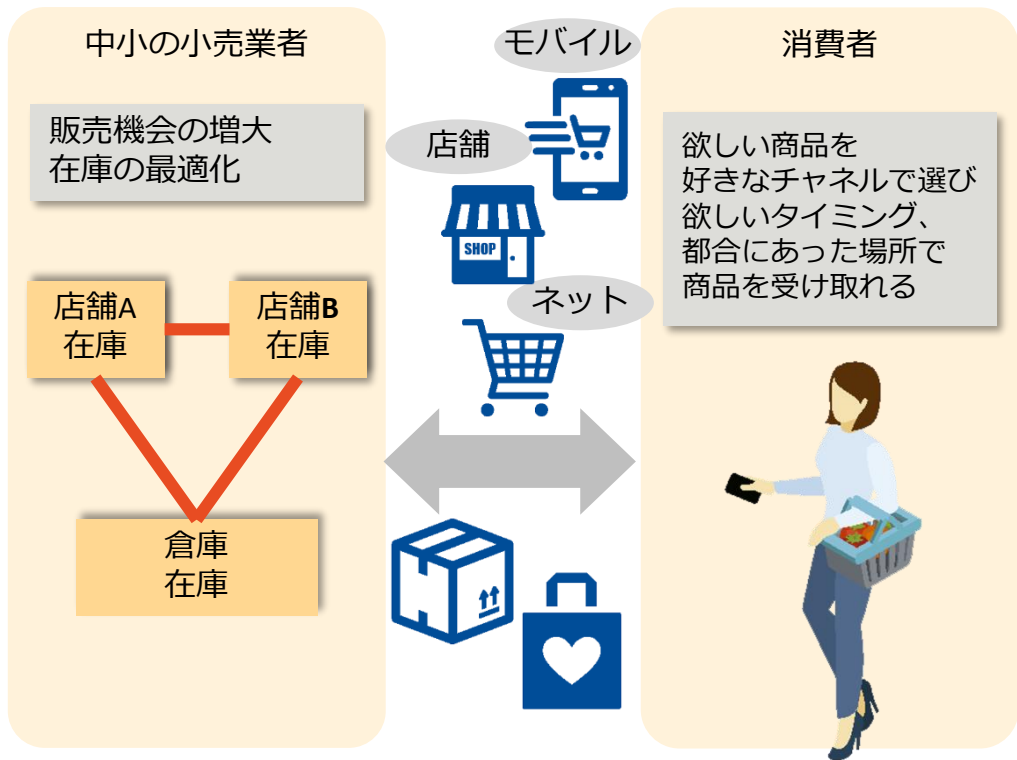 中小の小売業者
販売機会の増大
在庫の最適化
店舗A
在庫
店舗B
在庫
倉庫
在庫
モバイル
店舗
SHOP
ネット
消費者
欲しい商品を
好きなチャネルで選び
欲しいタイミング、
都合にあった場所で
商品を受け取れる